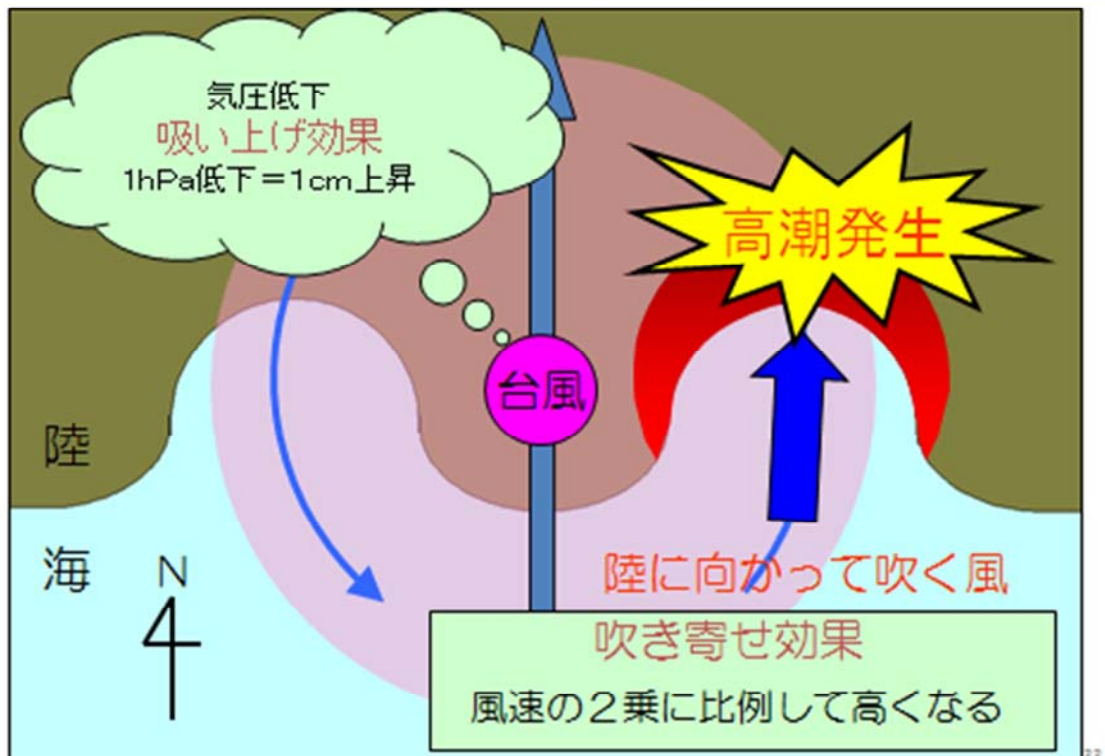 気圧低下
吸い上げ効果
1hPa低下＝1cm上昇
高潮発生
台風
陸
海
N
陸に向かって吹く風
吹き寄せ効果
風速の２乗に比例して高くなる